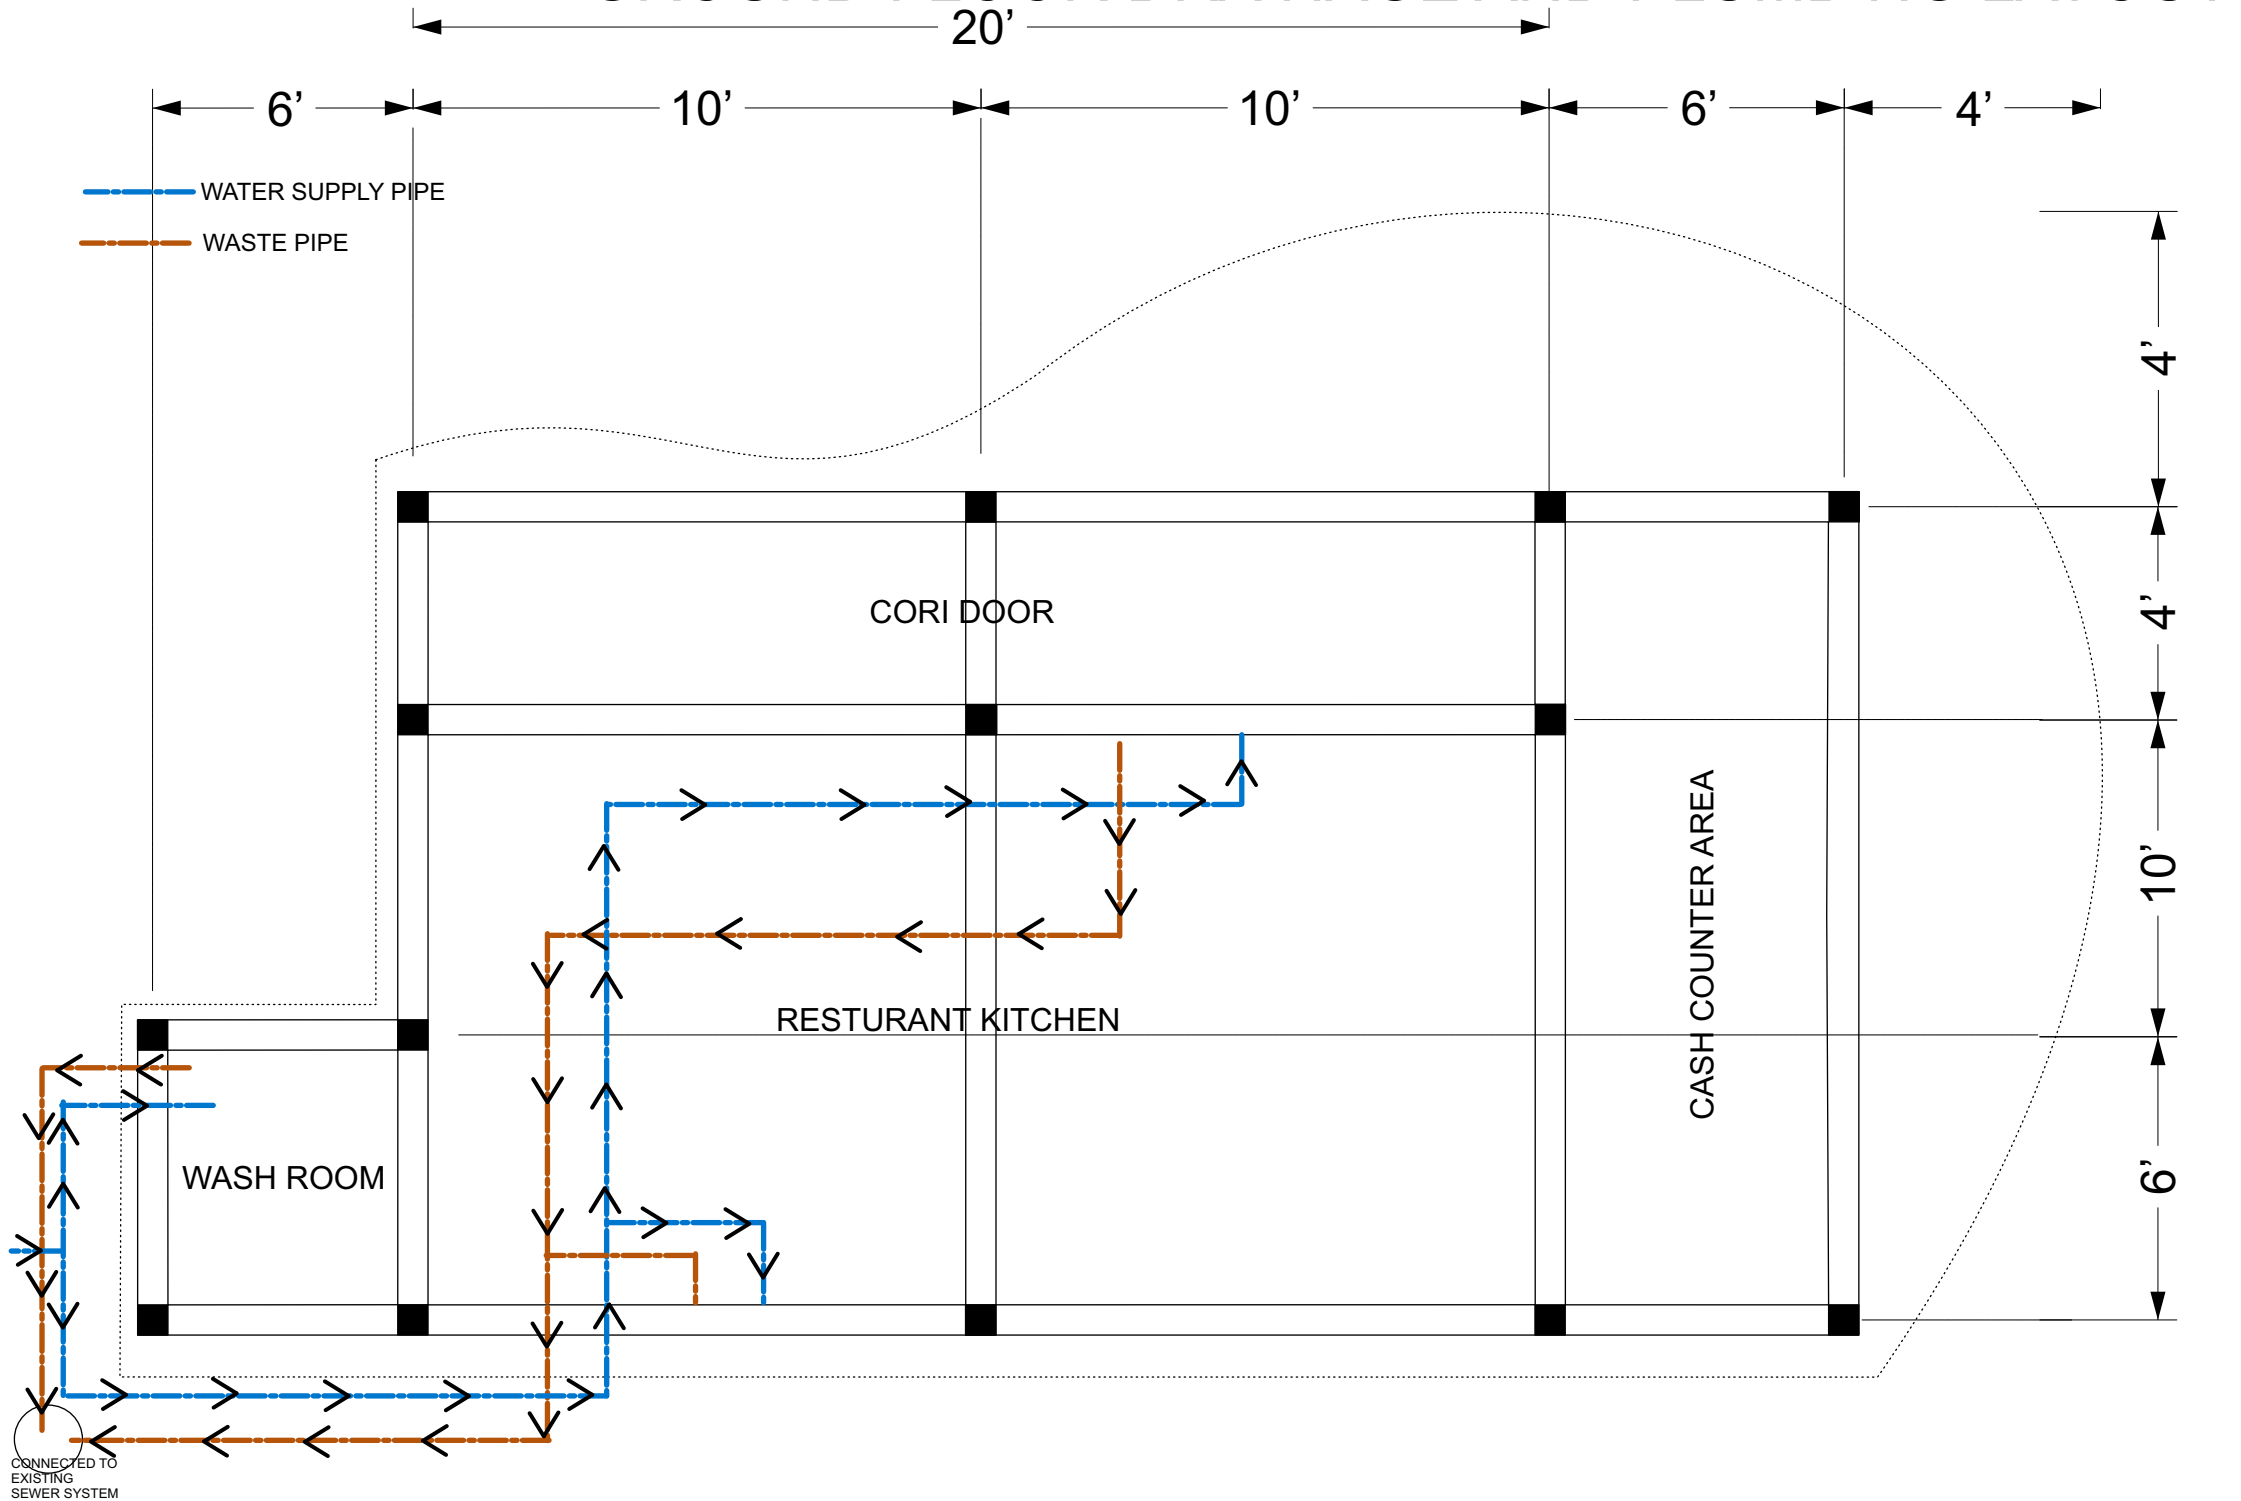 20’
6’
10’
10’
6’
4’
WATER SUPPLY PIPE
WASTE PIPE
4’
CORI DOOR
4’
10’
CASH COUNTER AREA
RESTURANT KITCHEN
WASH ROOM
6’
CONNECTED TO
EXISTING
SEWER SYSTEM